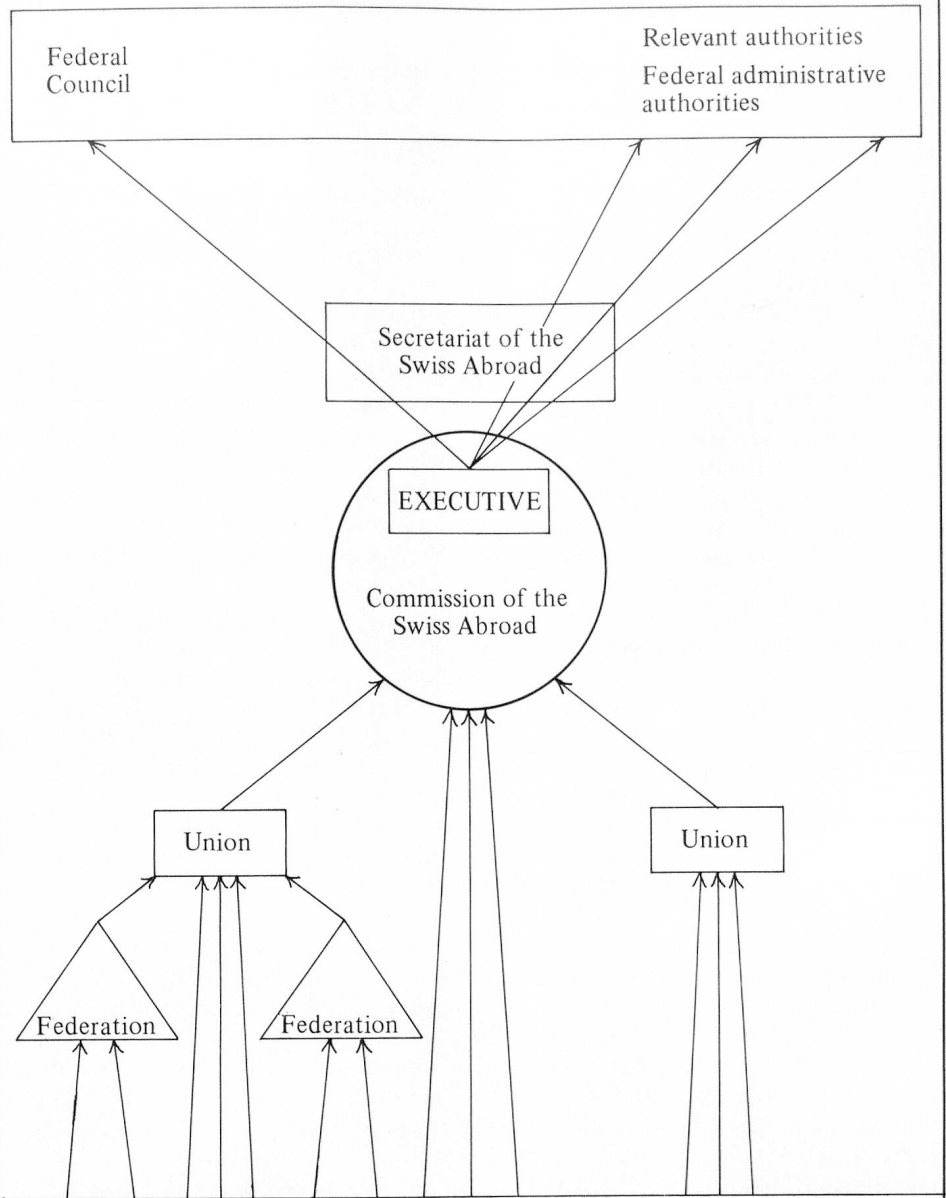 Federal
Council
Relevant authorities
Federal administrative
authorities
Secretariat of the
Swiss Abroad
EXECUTIVE
Commission of the
Swiss Abroad
Union
Union
Federation
Federation